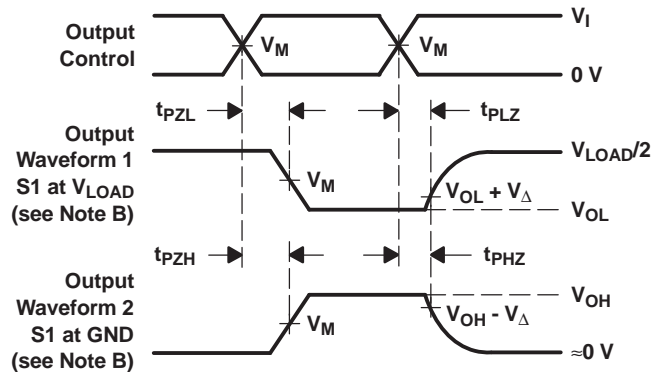 Output
Control
V_I
V_M
V_M
0 V
t_PZL
t_PLZ
Output
Waveform 1
S1 at V_LOAD
(see Note B)
V_LOAD/2
V_M
V_OL + V_Δ
V_OL
t_PZH
t_PHZ
Output
Waveform 2
S1 at GND
(see Note B)
V_OH
V_M
V_OH - V_Δ
≈0 V